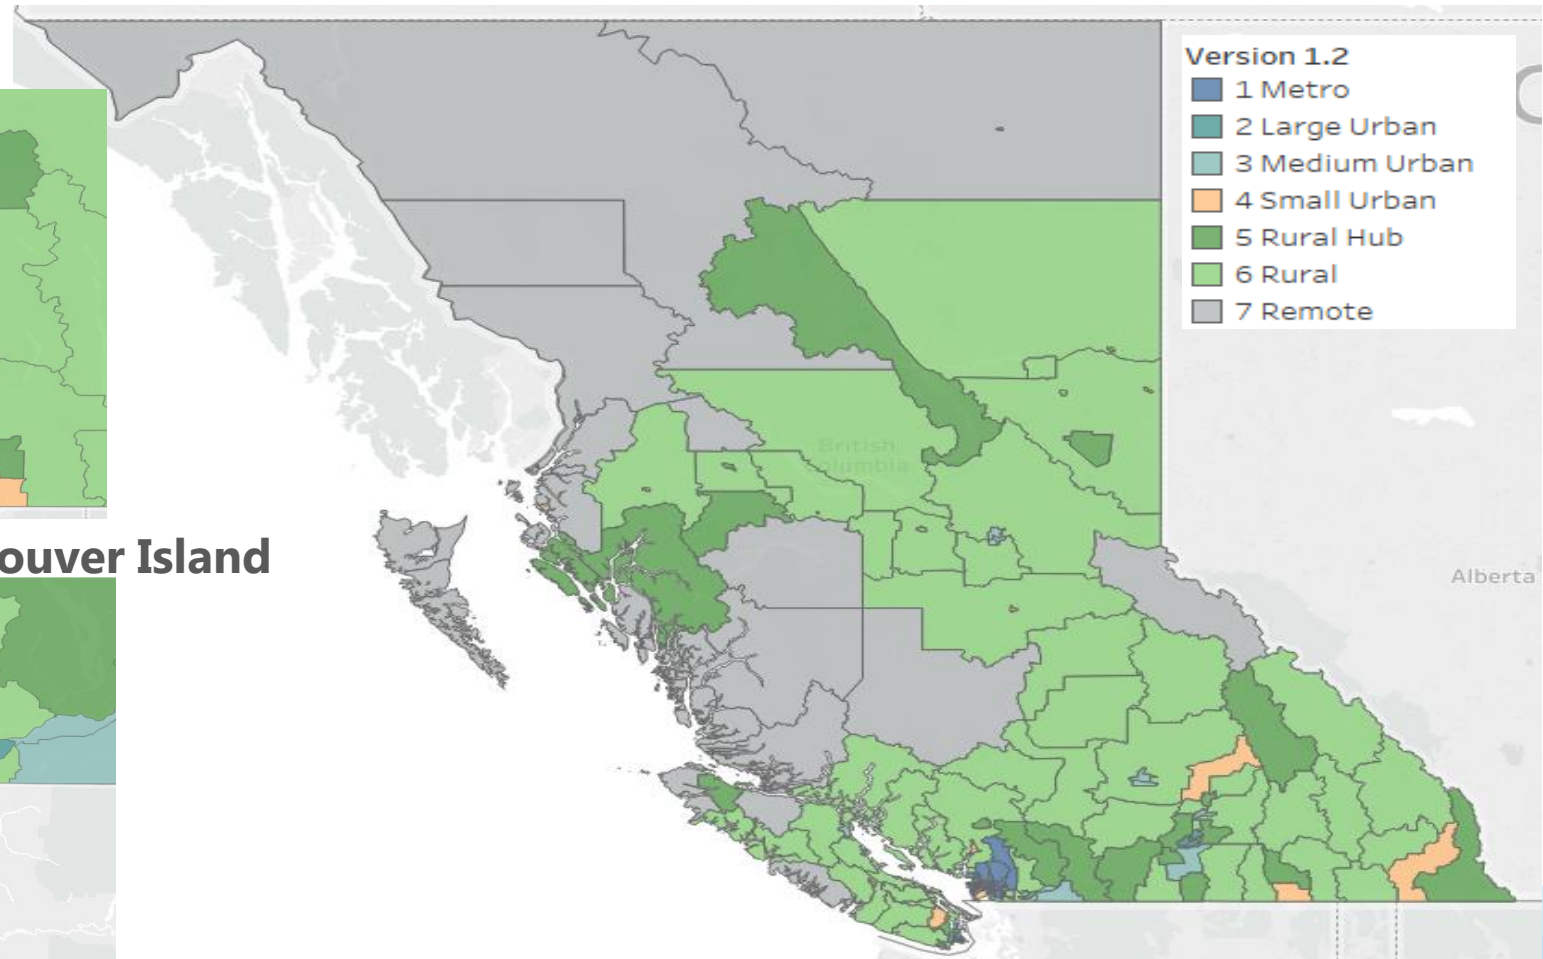 Version 1.2
1 Metro
2 Large Urban
3 Medium Urban
4 Small Urban
5 Rural Hub
6 Rural
7 Remote
British
Columbia
ouver Island
Alberta